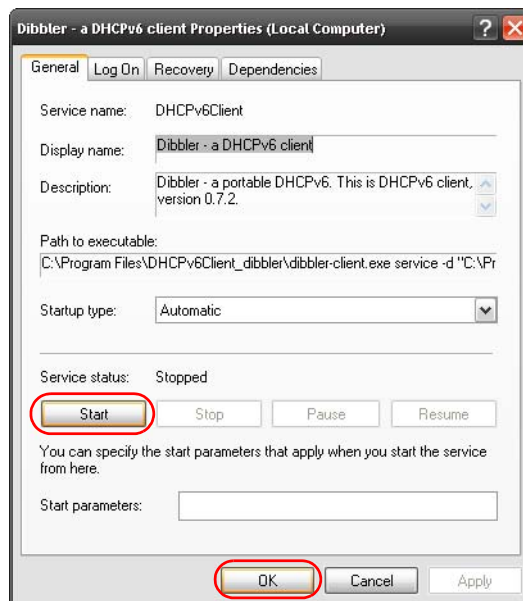 Dibbler - a DHCPv6 client Properties (Local Computer)
General Log On Recovery Dependencies
Service name: DHCPv6Client
Display name: Dibbler - a DHCPv6 client
Description: Dibbler - a portable DHCPv6. This is DHCPv6 client,
version 0.7.2.
Path to executable:
C:\Program Files\DHCPv6Client_dibbler\dibbler-client.exe service -d "C:\Pr
Startup type: Automatic
Service status: Stopped
Start Stop Pause Resume
You can specify the start parameters that apply when you start the service
from here.
Start parameters:
OK Cancel Apply